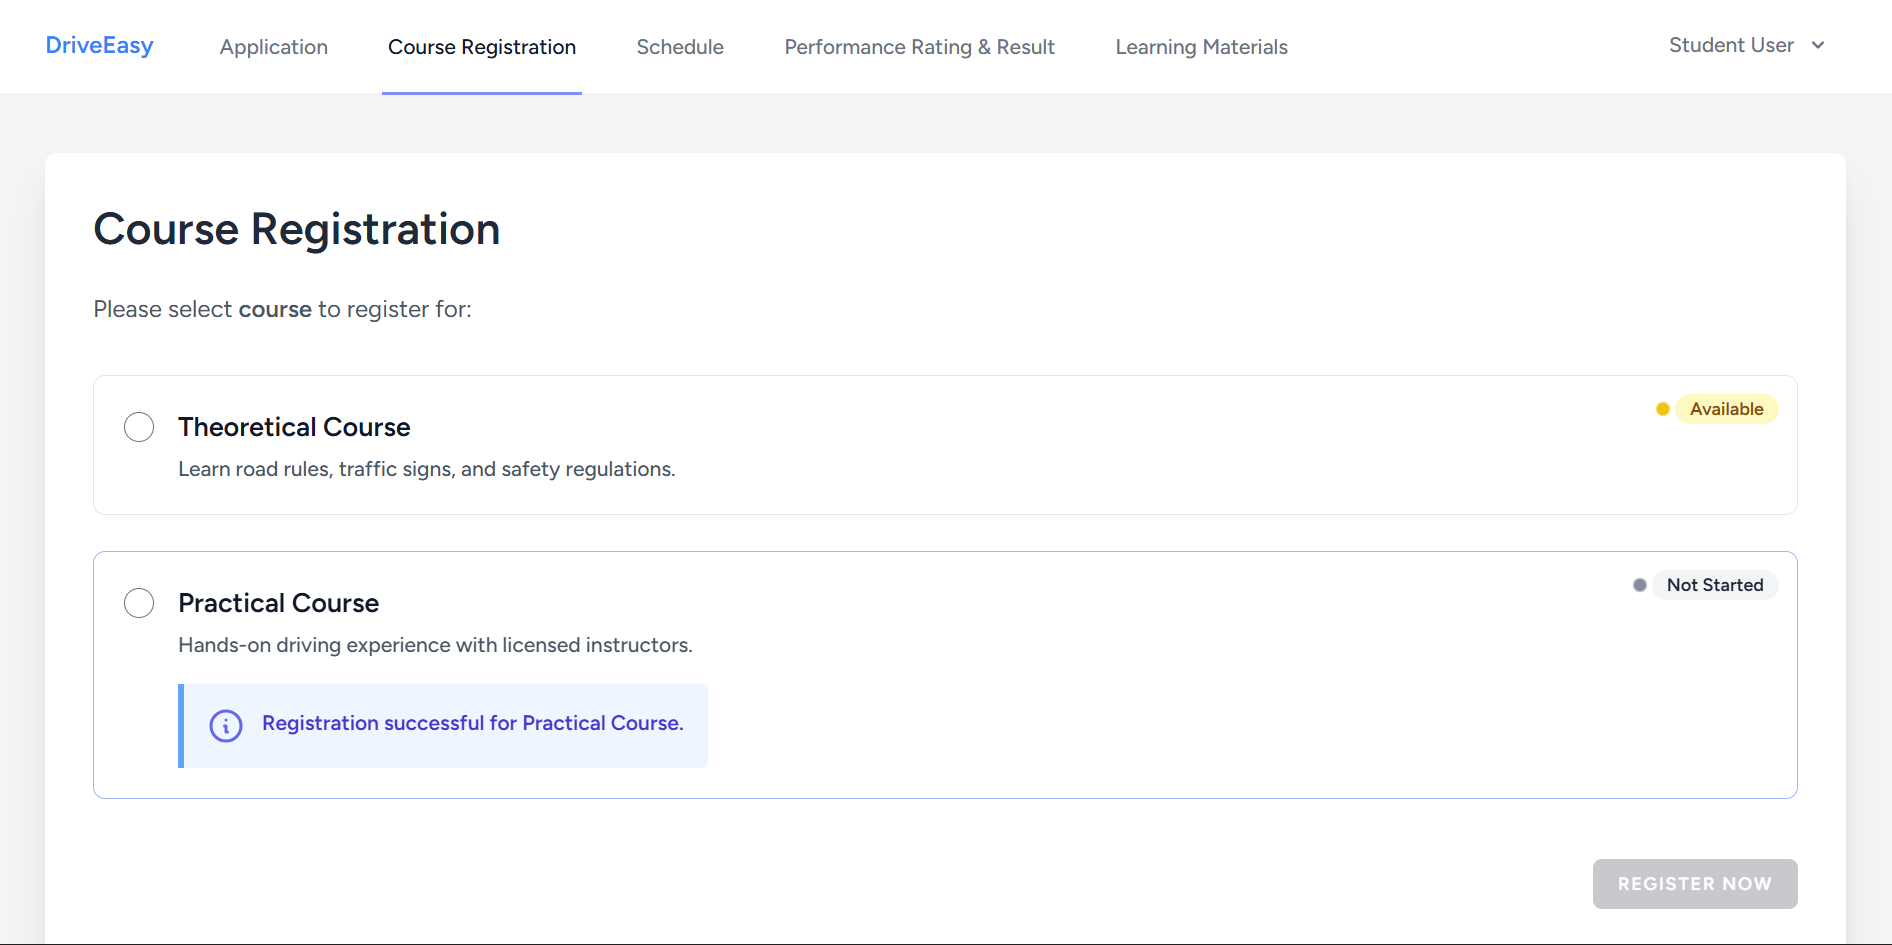 DriveEasy
Application
Course Registration
Schedule
Performance Rating & Result
Learning Materials
Student User
Course Registration
Please select course to register for:
Theoretical Course
Available
Learn road rules, traffic signs, and safety regulations.
Practical Course
Not Started
Hands-on driving experience with licensed instructors.
Registration successful for Practical Course.
REGISTER NOW